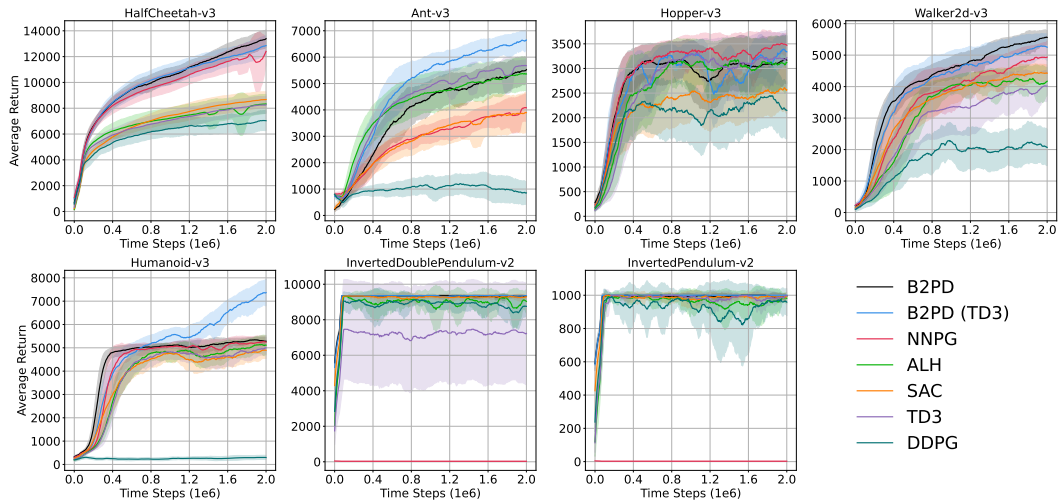 HalfCheetah-v3
Ant-v3
Hopper-v3
Walker2d-v3
Average Return
14000
12000
10000
8000
6000
4000
2000
0
0.0 0.4 0.8 1.2 1.6 2.0
Time Steps (1e6)
7000
6000
5000
4000
3000
2000
1000
0
0.0 0.4 0.8 1.2 1.6 2.0
Time Steps (1e6)
3500
3000
2500
2000
1500
1000
500
0
0.0 0.4 0.8 1.2 1.6 2.0
Time Steps (1e6)
6000
5000
4000
3000
2000
1000
0
0.0 0.4 0.8 1.2 1.6 2.0
Time Steps (1e6)
Humanoid-v3
InvertedDoublePendulum-v2
InvertedPendulum-v2
Average Return
8000
7000
6000
5000
4000
3000
2000
1000
0
0.0 0.4 0.8 1.2 1.6 2.0
Time Steps (1e6)
10000
8000
6000
4000
2000
0
0.0 0.4 0.8 1.2 1.6 2.0
Time Steps (1e6)
1000
800
600
400
200
0
0.0 0.4 0.8 1.2 1.6 2.0
Time Steps (1e6)
B2PD
B2PD (TD3)
NNPG
ALH
SAC
TD3
DDPG